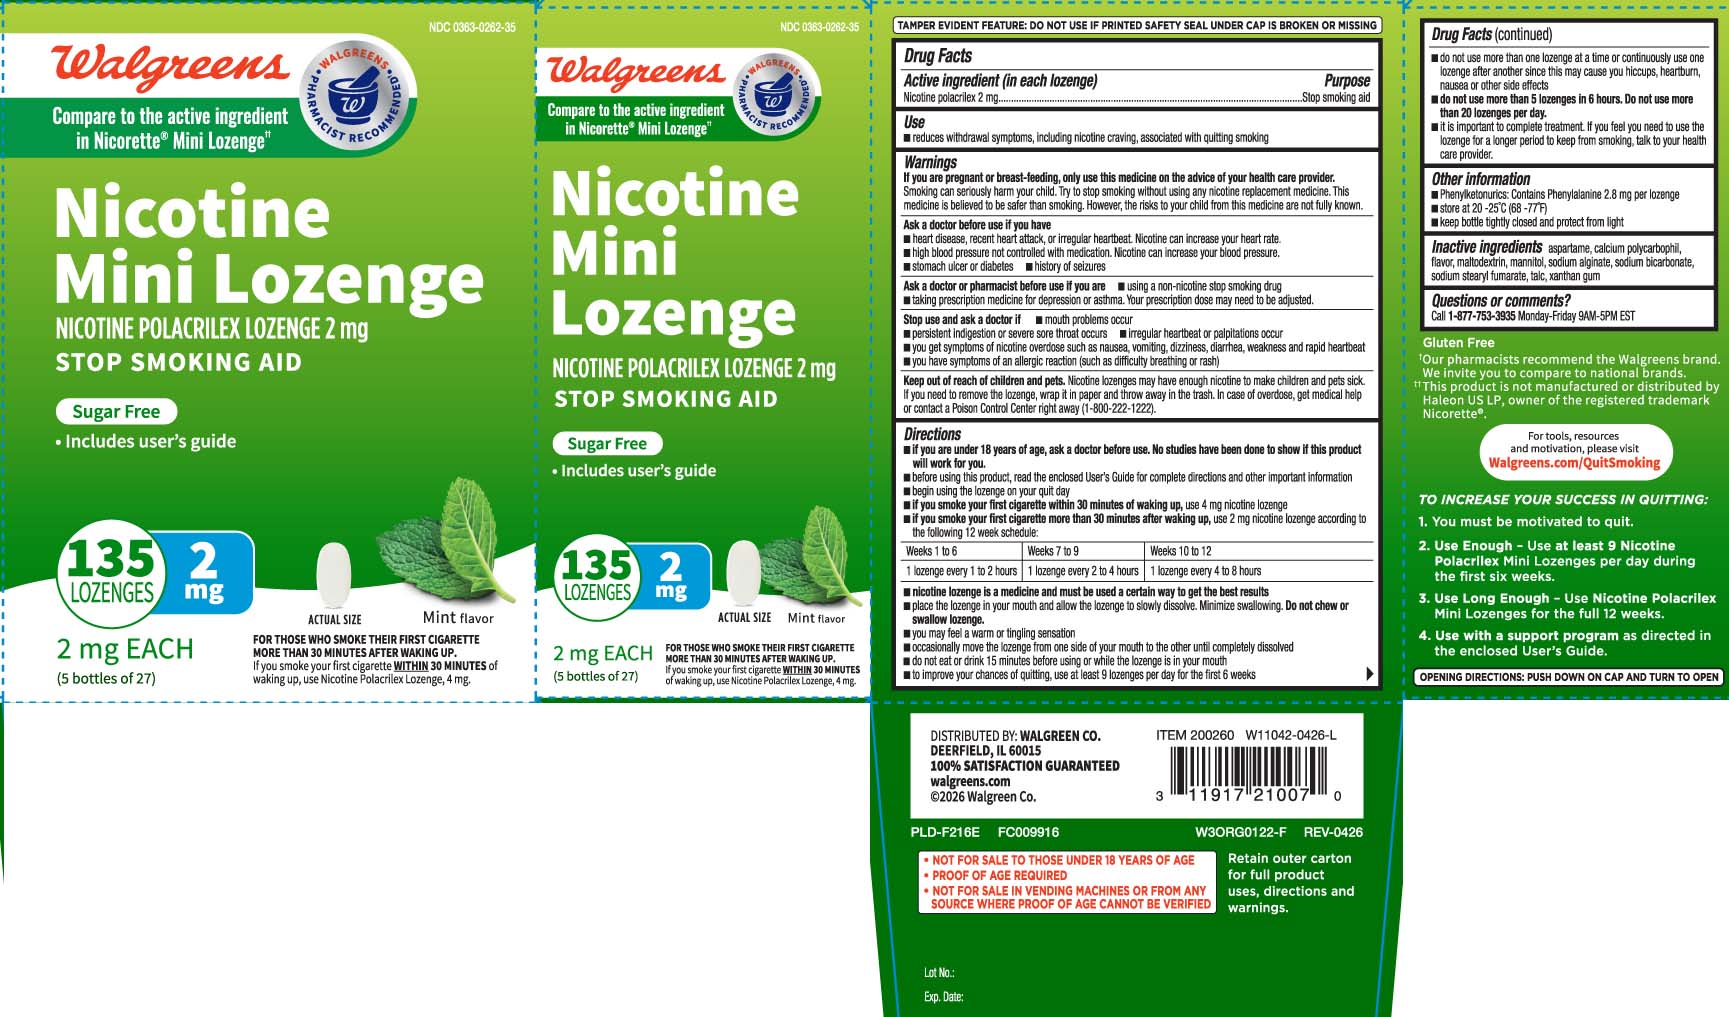 NDC 0363-0262-35
Walgreens
WALGREENS
PHARMACIST RECOMMENDED†
W
Compare to the active ingredient
in Nicorette® Mini Lozenge††
Nicotine
Mini Lozenge
NICOTINE POLACRILEX LOZENGE 2 mg
STOP SMOKING AID
Sugar Free
• Includes user's guide
135
LOZENGES
2
mg
ACTUAL SIZE
Mint flavor
2 mg EACH
(5 bottles of 27)
FOR THOSE WHO SMOKE THEIR FIRST CIGARETTE
MORE THAN 30 MINUTES AFTER WAKING UP.
If you smoke your first cigarette WITHIN 30 MINUTES of
waking up, use Nicotine Polacrilex Lozenge, 4 mg.
NDC 0363-0262-35
Walgreens
WALGREENS
PHARMACIST RECOMMENDED†
W
Compare to the active ingredient
in Nicorette® Mini Lozenge††
Nicotine
Mini
Lozenge
NICOTINE POLACRILEX LOZENGE 2 mg
STOP SMOKING AID
Sugar Free
• Includes user's guide
135
LOZENGES
2
mg
ACTUAL SIZE
Mint flavor
2 mg EACH
(5 bottles of 27)
FOR THOSE WHO SMOKE THEIR FIRST CIGARETTE
MORE THAN 30 MINUTES AFTER WAKING UP.
If you smoke your first cigarette WITHIN 30 MINUTES
of waking up, use Nicotine Polacrilex Lozenge, 4 mg.
TAMPER EVIDENT FEATURE: DO NOT USE IF PRINTED SAFETY SEAL UNDER CAP IS BROKEN OR MISSING
Drug Facts
Active ingredient (in each lozenge) Purpose
Nicotine polacrilex 2 mg....................Stop smoking aid
Use
■ reduces withdrawal symptoms, including nicotine craving, associated with quitting smoking
Warnings
If you are pregnant or breast-feeding, only use this medicine on the advice of your health care provider.
Smoking can seriously harm your child. Try to stop smoking without using any nicotine replacement medicine. This
medicine is believed to be safer than smoking. However, the risks to your child from this medicine are not fully known.
Ask a doctor before use if you have
■ heart disease, recent heart attack, or irregular heartbeat. Nicotine can increase your heart rate.
■ high blood pressure not controlled with medication. Nicotine can increase your blood pressure.
■ stomach ulcer or diabetes ■ history of seizures
Ask a doctor or pharmacist before use if you are ■ using a non-nicotine stop smoking drug
■ taking prescription medicine for depression or asthma. Your prescription dose may need to be adjusted.
Stop use and ask a doctor if ■ mouth problems occur
■ persistent indigestion or severe sore throat occurs ■ irregular heartbeat or palpitations occur
■ you get symptoms of nicotine overdose such as nausea, vomiting, dizziness, diarrhea, weakness and rapid heartbeat
■ you have symptoms of an allergic reaction (such as difficulty breathing or rash)
Keep out of reach of children and pets. Nicotine lozenges may have enough nicotine to make children and pets sick.
If you need to remove the lozenge, wrap it in paper and throw away in the trash. In case of overdose, get medical help
or contact a Poison Control Center right away (1-800-222-1222).
Directions
■ if you are under 18 years of age, ask a doctor before use. No studies have been done to show if this product
will work for you.
■ before using this product, read the enclosed User's Guide for complete directions and other important information
■ begin using the lozenge on your quit day
■ if you smoke your first cigarette within 30 minutes of waking up, use 4 mg nicotine lozenge
■ if you smoke your first cigarette more than 30 minutes after waking up, use 2 mg nicotine lozenge according to
the following 12 week schedule:
Weeks 1 to 6 Weeks 7 to 9 Weeks 10 to 12
1 lozenge every 1 to 2 hours 1 lozenge every 2 to 4 hours 1 lozenge every 4 to 8 hours
■ nicotine lozenge is a medicine and must be used a certain way to get the best results
■ place the lozenge in your mouth and allow the lozenge to slowly dissolve. Minimize swallowing. Do not chew or
swallow lozenge.
■ you may feel a warm or tingling sensation
■ occasionally move the lozenge from one side of your mouth to the other until completely dissolved
■ do not eat or drink 15 minutes before using or while the lozenge is in your mouth
■ to improve your chances of quitting, use at least 9 lozenges per day for the first 6 weeks
Drug Facts (continued)
■ do not use more than one lozenge at a time or continuously use one
lozenge after another since this may cause you hiccups, heartburn,
nausea or other side effects
■ do not use more than 5 lozenges in 6 hours. Do not use more
than 20 lozenges per day.
■ it is important to complete treatment. If you feel you need to use the
lozenge for a longer period to keep from smoking, talk to your health
care provider.
Other information
■ Phenylketonurics: Contains Phenylalanine 2.8 mg per lozenge
■ store at 20 -25˚C (68 -77˚F)
■ keep bottle tightly closed and protect from light
Inactive ingredients aspartame, calcium polycarbophil,
flavor, maltodextrin, mannitol, sodium alginate, sodium bicarbonate,
sodium stearyl fumarate, talc, xanthan gum
Questions or comments?
Call 1-877-753-3935 Monday-Friday 9AM-5PM EST
Gluten Free
†Our pharmacists recommend the Walgreens brand.
We invite you to compare to national brands.
††This product is not manufactured or distributed by
Haleon US LP, owner of the registered trademark
Nicorette®.
For tools, resources
and motivation, please visit
Walgreens.com/QuitSmoking
TO INCREASE YOUR SUCCESS IN QUITTING:
1. You must be motivated to quit.
2. Use Enough – Use at least 9 Nicotine
Polacrilex Mini Lozenges per day during
the first six weeks.
3. Use Long Enough – Use Nicotine Polacrilex
Mini Lozenges for the full 12 weeks.
4. Use with a support program as directed in
the enclosed User's Guide.
OPENING DIRECTIONS: PUSH DOWN ON CAP AND TURN TO OPEN
DISTRIBUTED BY: WALGREEN CO.
DEERFIELD, IL 60015
100% SATISFACTION GUARANTEED
walgreens.com
©2026 Walgreen Co.
ITEM 200260 W11042-0426-L
3 11917 21007 0
PLD-F216E FC009916 W3ORG0122-F REV-0426
• NOT FOR SALE TO THOSE UNDER 18 YEARS OF AGE
• PROOF OF AGE REQUIRED
• NOT FOR SALE IN VENDING MACHINES OR FROM ANY
SOURCE WHERE PROOF OF AGE CANNOT BE VERIFIED
Retain outer carton
for full product
uses, directions and
warnings.
Lot No.:
Exp. Date: